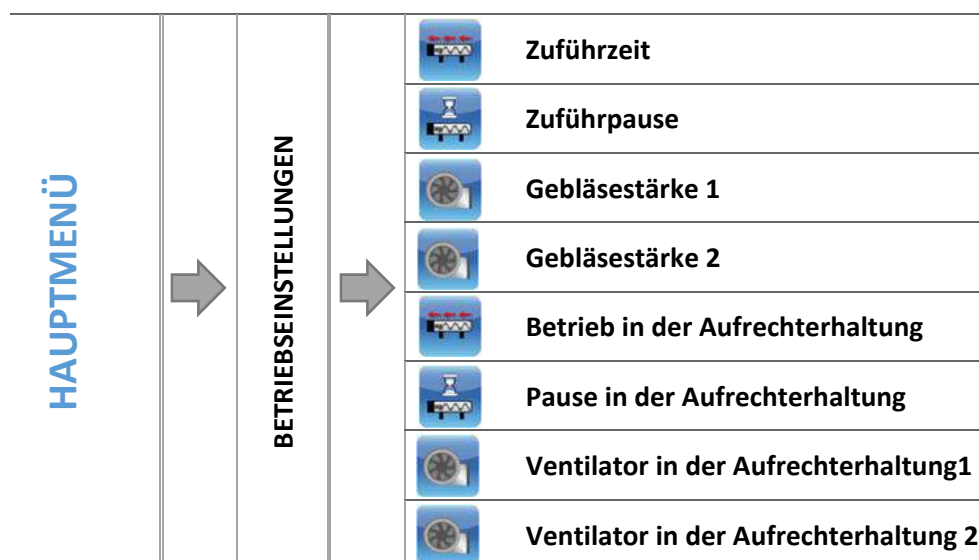 HAUPTMENÜ
BETRIEBSEINSTELLUNGEN
Zuführzeit
Zuführpause
Gebläsestärke 1
Gebläsestärke 2
Betrieb in der Aufrechterhaltung
Pause in der Aufrechterhaltung
Ventilator in der Aufrechterhaltung1
Ventilator in der Aufrechterhaltung 2